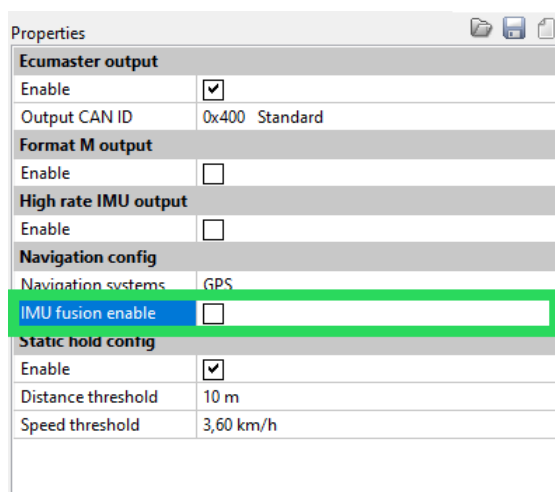 Properties
Ecumaster output
Enable
Output CAN ID 0x400 Standard
Format M output
Enable
High rate IMU output
Enable
Navigation config
Navigation systems GPS
IMU fusion enable
Static hold config
Enable
Distance threshold 10 m
Speed threshold 3,60 km/h